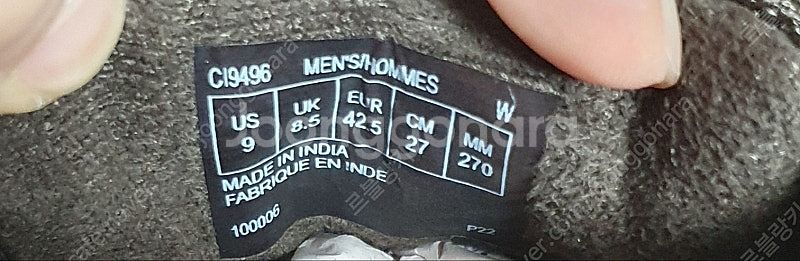 CI9496 MEN'S/HOMMES W
US UK EUR CM MM
9 8.5 42.5 27 270
MADE IN INDIA
FABRIQUE EN INDE
100006 P22
joonggonara